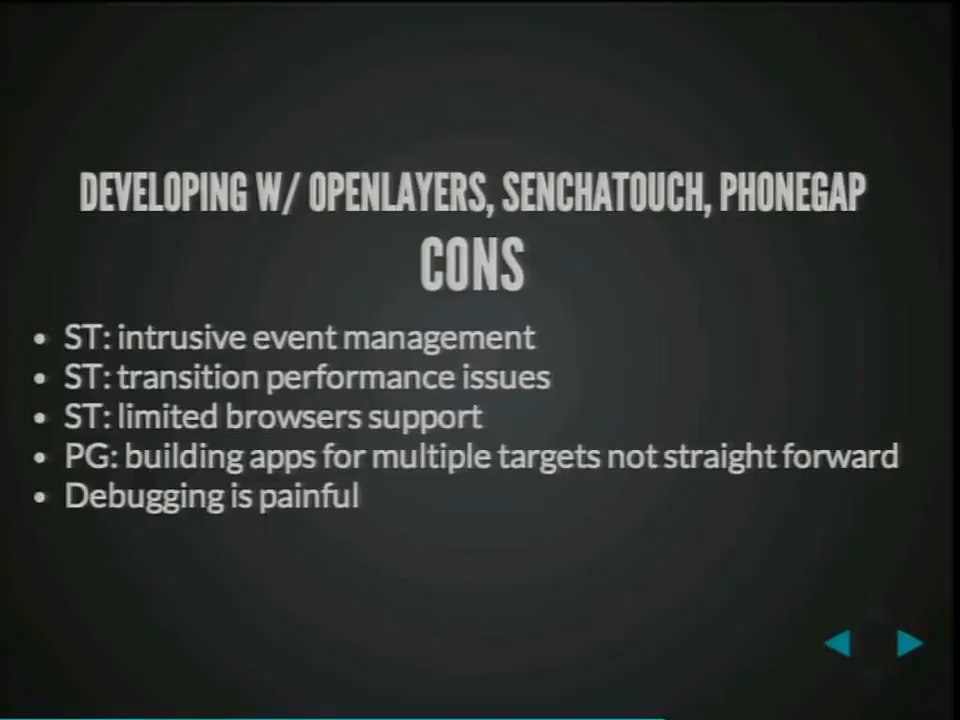 DEVELOPING W/ OPENLAYERS, SENCHATOUCH, PHONEGAP
CONS
• ST: intrusive event management
• ST: transition performance issues
• ST: limited browsers support
• PG: building apps for multiple targets not straight forward
• Debugging is painful